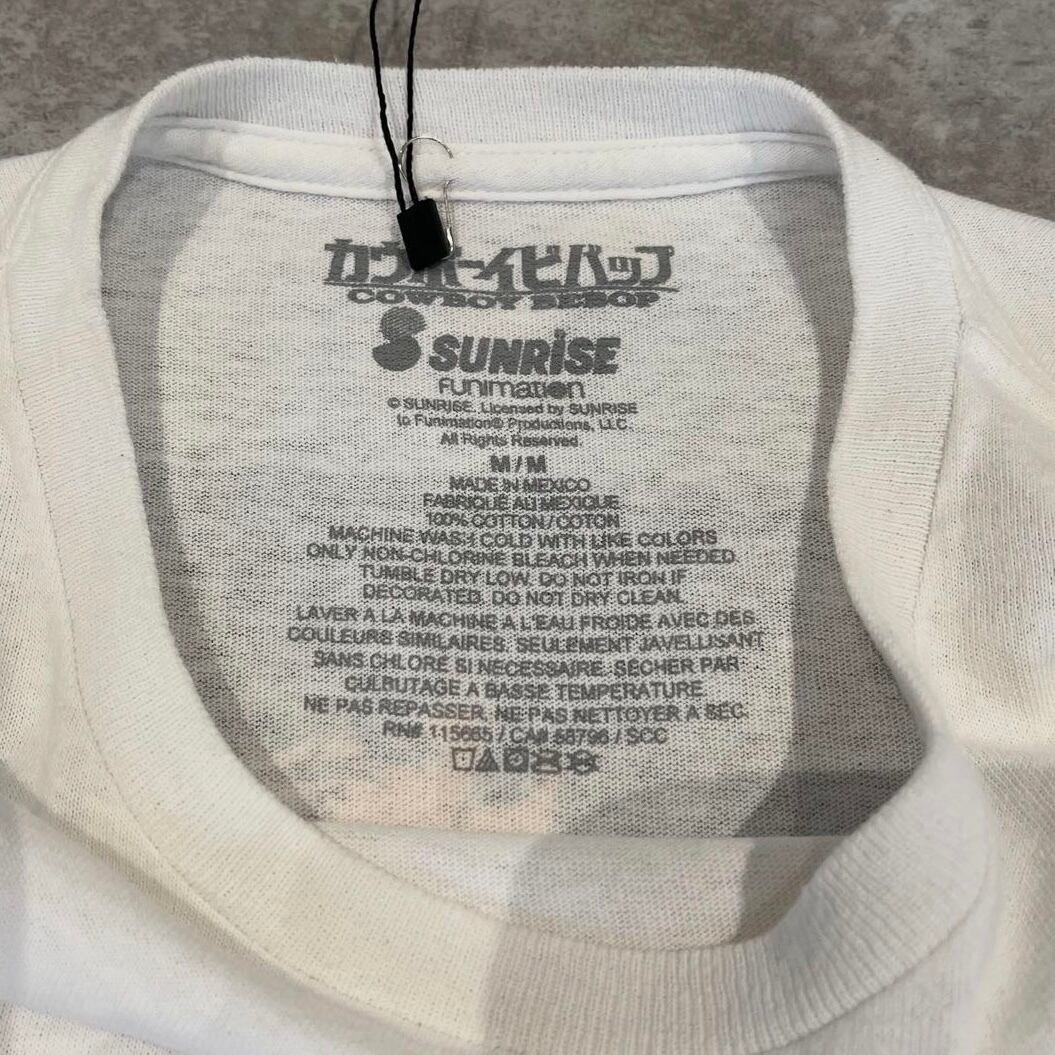 カウボーイビバップ
COWBOY BEBOP
SUNRiSE
FUNimation
© SUNRISE. Licensed by SUNRISE
to Funimation® Productions, LLC.
All Rights Reserved.
M / M
MADE IN MEXICO
FABRIQUÉ AU MEXIQUE
100% COTTON / COTON
MACHINE WASH COLD WITH LIKE COLORS
ONLY NON-CHLORINE BLEACH WHEN NEEDED
TUMBLE DRY LOW. DO NOT IRON IF
DECORATED. DO NOT DRY CLEAN.
LAVER A LA MACHINE A L'EAU FROIDE AVEC DES
COULEURS SIMILAIRES. SEULEMENT JAVELLISANT
SANS CHLORE SI NECESSAIRE. SECHER PAR
CULBUTAGE A BASSE TEMPERATURE.
NE PAS REPASSER. NE PAS NETTOYER A SEC.
RN# 115665 / CA# 58796 / SCC